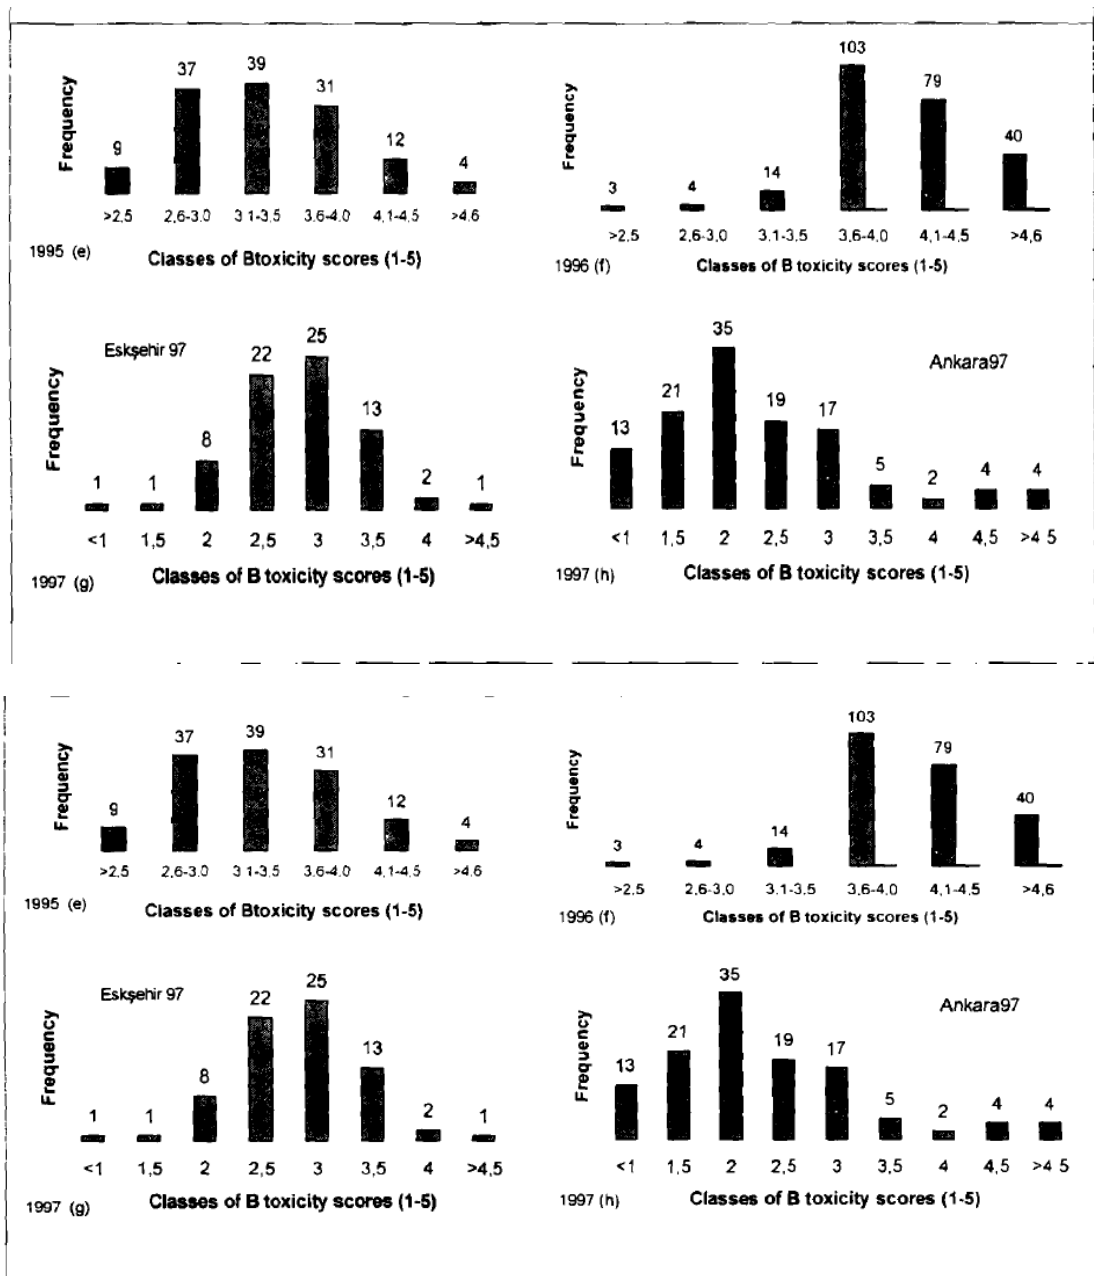 Frequency
9
37
39
31
12
4
>2,5 2,6-3.0 3 1-3.5 3.6-4.0 4,1-4,5 >4.6
1995 (e)
Classes of Btoxicity scores (1-5)
Frequency
3
4
14
103
79
40
>2,5 2,6-3,0 3,1-3,5 3,6-4,0 4,1-4,5 >4,6
1996 (f)
Classes of B toxicity scores (1-5)
Eskşehir 97
Frequency
1
1
8
22
25
13
2
1
<1 1,5 2 2,5 3 3,5 4 >4,5
1997 (g)
Classes of B toxicity scores (1-5)
Ankara97
Frequency
13
21
35
19
17
5
2
4
4
<1 1,5 2 2,5 3 3,5 4 4,5 >4 5
1997 (h)
Classes of B toxicity scores (1-5)
Frequency
9
37
39
31
12
4
>2,5 2,6-3.0 3 1-3.5 3.6-4.0 4,1-4,5 >4.6
1995 (e)
Classes of Btoxicity scores (1-5)
Frequency
3
4
14
103
79
40
>2,5 2,6-3,0 3,1-3,5 3,6-4,0 4,1-4,5 >4,6
1996 (f)
Classes of B toxicity scores (1-5)
Eskşehir 97
Frequency
1
1
8
22
25
13
2
1
<1 1,5 2 2,5 3 3,5 4 >4,5
1997 (g)
Classes of B toxicity scores (1-5)
Ankara97
Frequency
13
21
35
19
17
5
2
4
4
<1 1,5 2 2,5 3 3,5 4 4,5 >4 5
1997 (h)
Classes of B toxicity scores (1-5)